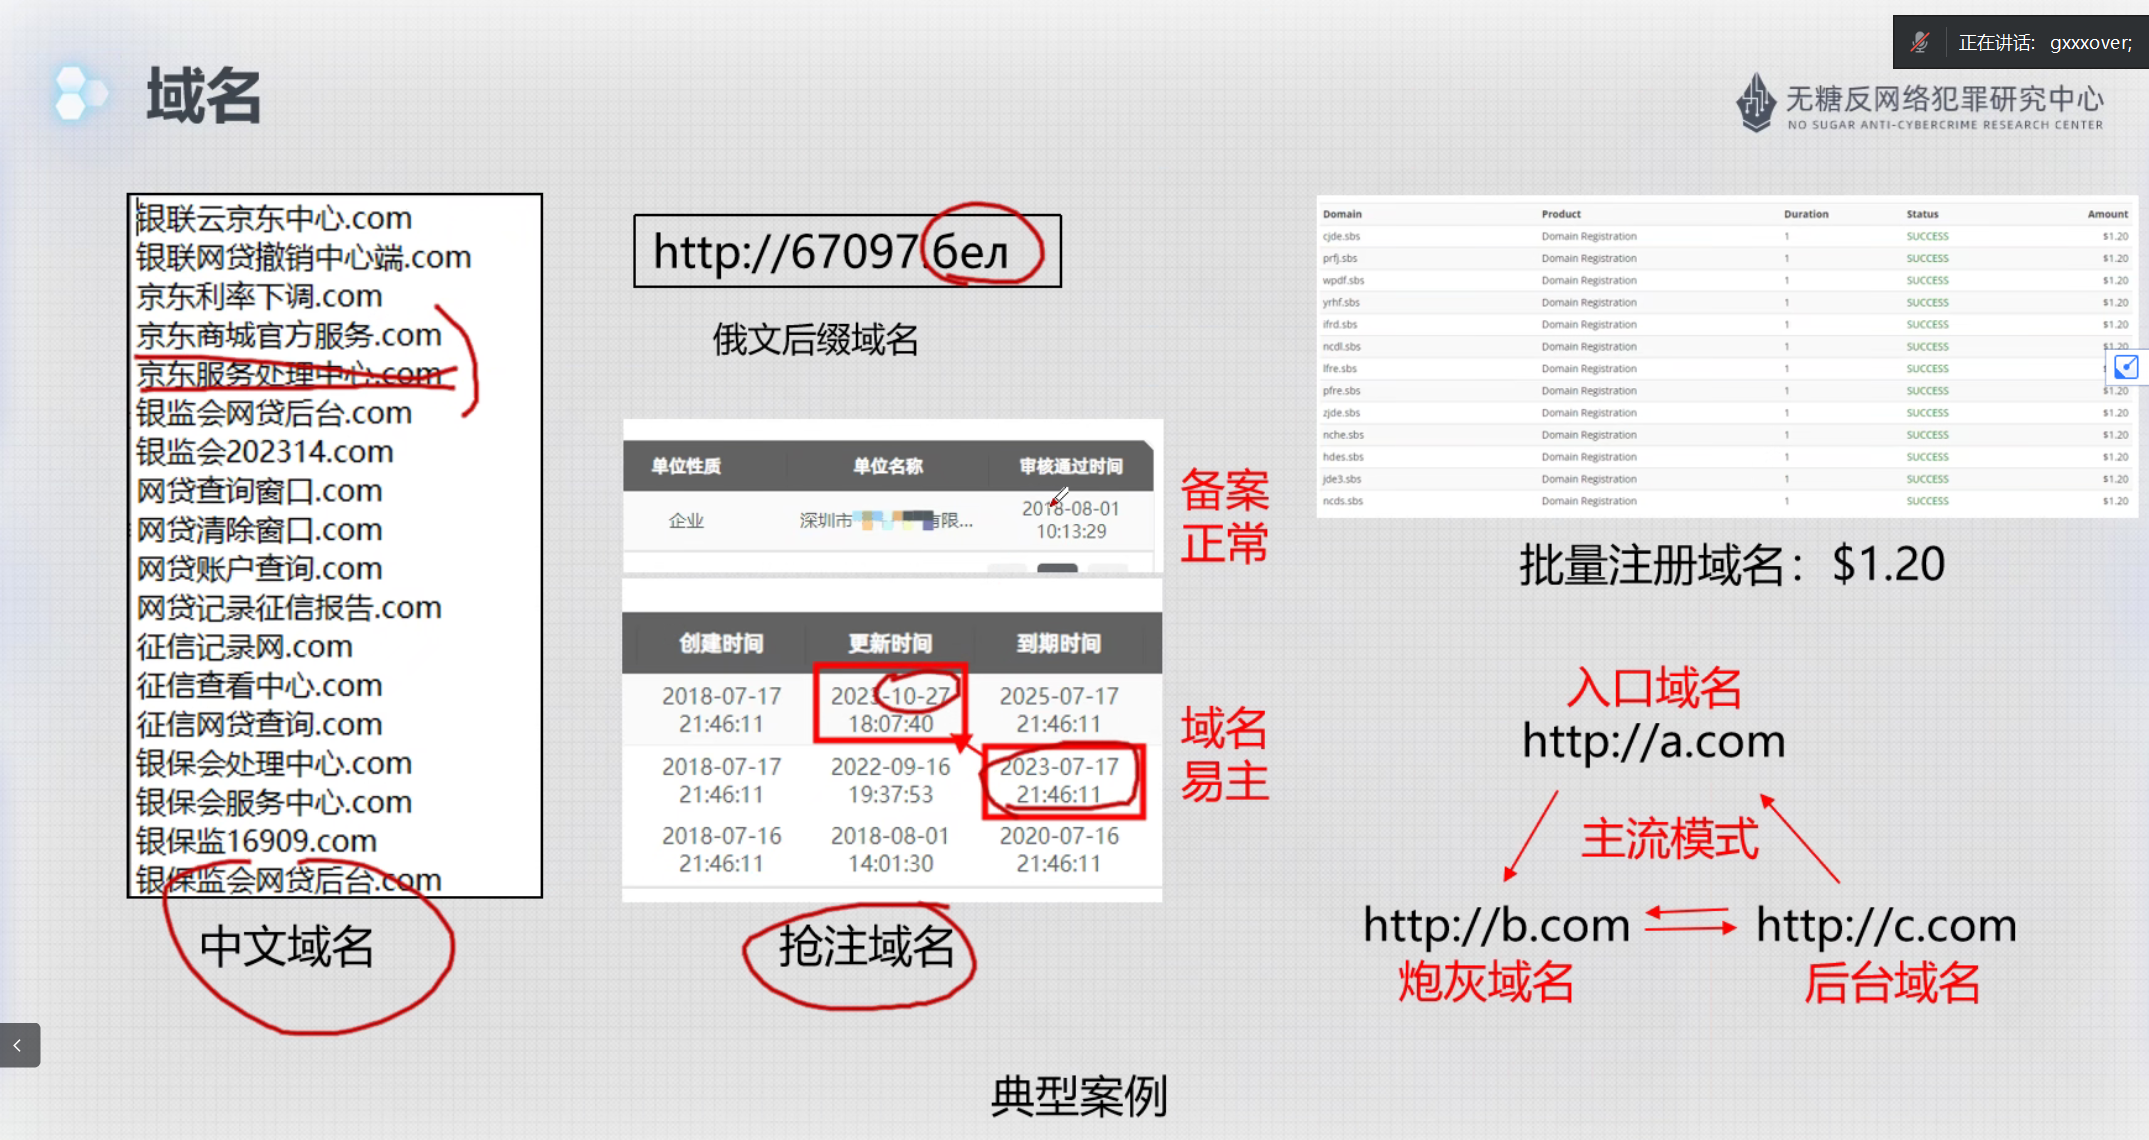 正在讲话: gxxxover;
域名
无糖反网络犯罪研究中心
NO SUGAR ANTI-CYBERCRIME RESEARCH CENTER
银联云京东中心.com
银联网贷撤销中心端.com
京东利率下调.com
京东商城官方服务.com
京东服务处理中心.com
银监会网贷后台.com
银监会202314.com
网贷查询窗口.com
网贷清除窗口.com
网贷账户查询.com
网贷记录征信报告.com
征信记录网.com
征信查看中心.com
征信网贷查询.com
银保会处理中心.com
银保会服务中心.com
银保监16909.com
银保监会网贷后台.com
中文域名
http://67097.бел
俄文后缀域名
单位性质 单位名称 审核通过时间
企业 深圳市 有限... 2018-08-01
10:13:29
备案
正常
创建时间 更新时间 到期时间
2018-07-17 2023-10-27 2025-07-17
21:46:11 18:07:40 21:46:11
2018-07-17 2022-09-16 2023-07-17
21:46:11 19:37:53 21:46:11
2018-07-16 2018-08-01 2020-07-16
21:46:11 14:01:30 21:46:11
域名
易主
抢注域名
Domain Product Duration Status Amount
cjde.sbs Domain Registration 1 SUCCESS $1.20
prfj.sbs Domain Registration 1 SUCCESS $1.20
wpdf.sbs Domain Registration 1 SUCCESS $1.20
yrhf.sbs Domain Registration 1 SUCCESS $1.20
ifrd.sbs Domain Registration 1 SUCCESS $1.20
ncdl.sbs Domain Registration 1 SUCCESS $1.20
lfre.sbs Domain Registration 1 SUCCESS
pfre.sbs Domain Registration 1 SUCCESS $1.20
zjde.sbs Domain Registration 1 SUCCESS $1.20
nche.sbs Domain Registration 1 SUCCESS $1.20
hdes.sbs Domain Registration 1 SUCCESS $1.20
jde3.sbs Domain Registration 1 SUCCESS $1.20
ncds.sbs Domain Registration 1 SUCCESS $1.20
批量注册域名：$1.20
入口域名
http://a.com
主流模式
http://b.com http://c.com
炮灰域名 后台域名
典型案例